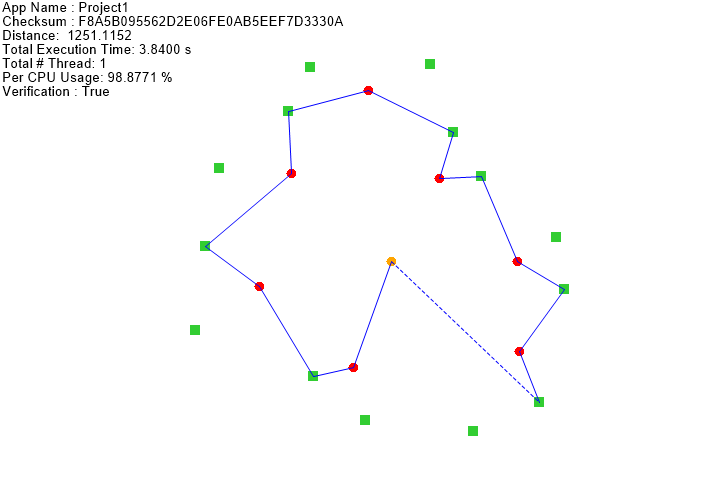 App Name : Project1
Checksum : F8A5B095562D2E06FE0AB5EEF7D3330A
Distance:  1251.1152
Total Execution Time: 3.8400 s
Total # Thread: 1
Per CPU Usage: 98.8771 %
Verification : True